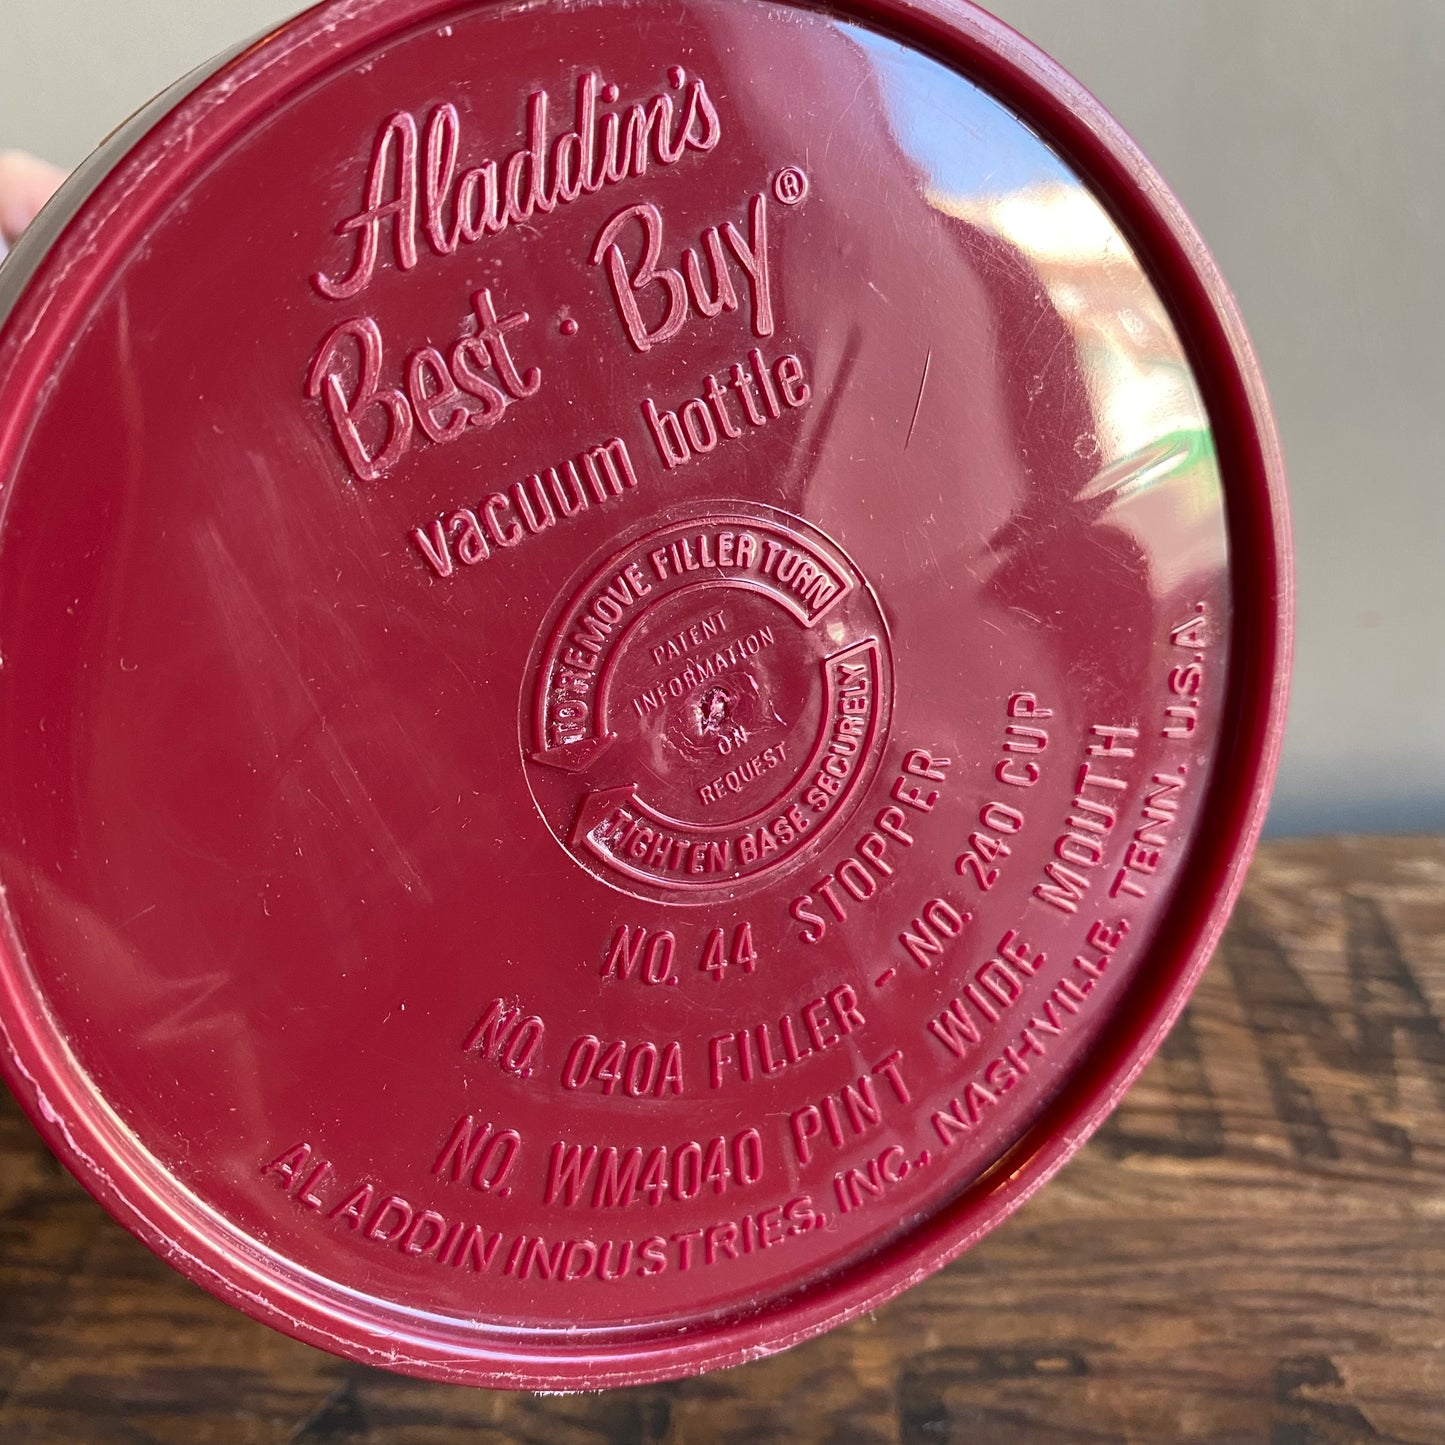 Aladdin's
Best · Buy®
vacuum bottle
TO REMOVE FILLER TURN
PATENT
INFORMATION
ON
REQUEST
TIGHTEN BASE SECURELY
NO. 44 STOPPER
NO. 040A FILLER - NO. 240 CUP
NO. WM4040 PINT WIDE MOUTH
ALADDIN INDUSTRIES, INC., NASHVILLE, TENN. U.S.A.